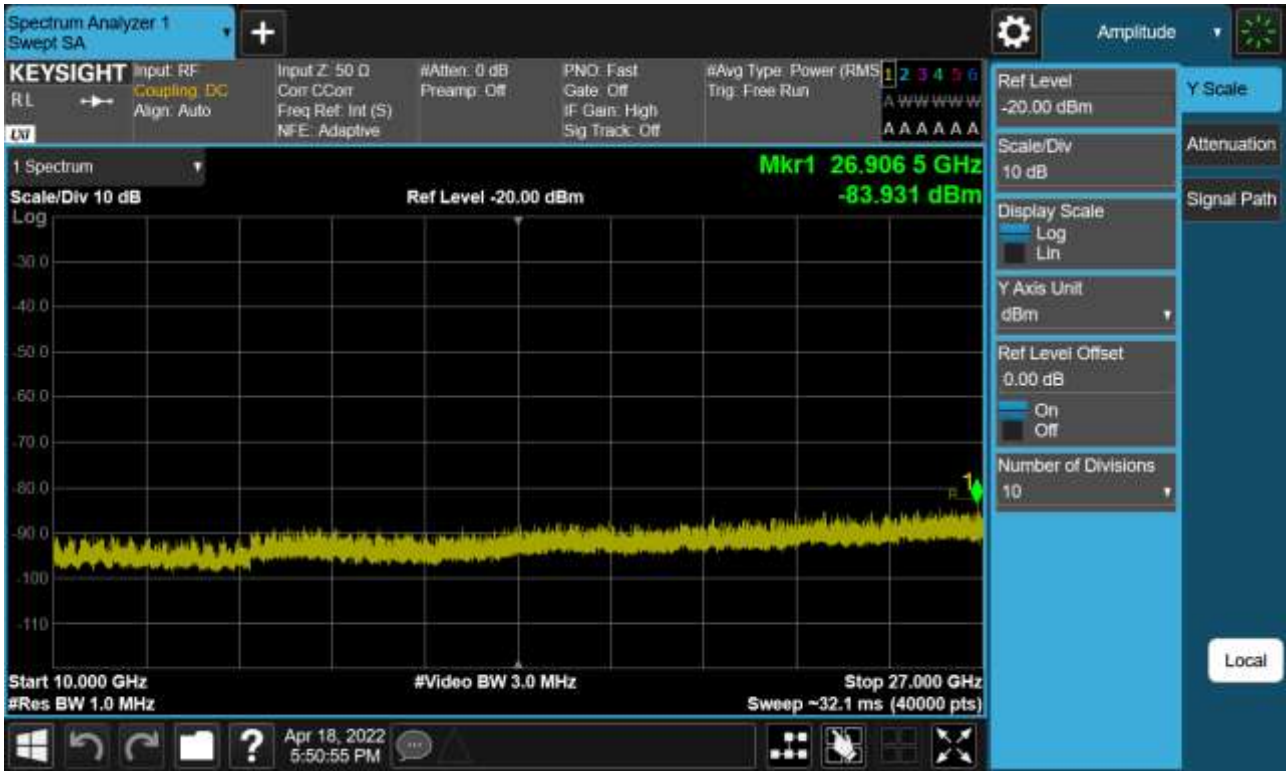 Spectrum Analyzer 1
Swept SA
+
Amplitude
KEYSIGHT
RL
LXI
Input: RF
Coupling: DC
Align: Auto
Input Z: 50 Ω
Corr CCorr
Freq Ref: Int (S)
NFE: Adaptive
#Atten: 0 dB
Preamp: Off
PNO: Fast
Gate: Off
IF Gain: High
Sig Track: Off
#Avg Type: Power (RMS
Trig: Free Run
1 2 3 4 5 6
A W W W W W
A A A A A A
1 Spectrum
Scale/Div 10 dB
Ref Level -20.00 dBm
Mkr1 26.906 5 GHz
-83.931 dBm
Log
-30.0
-40.0
-50.0
-60.0
-70.0
-80.0
-90.0
-100
-110
1
R
Start 10.000 GHz
#Res BW 1.0 MHz
#Video BW 3.0 MHz
Stop 27.000 GHz
Sweep ~32.1 ms (40000 pts)
Ref Level
-20.00 dBm
Scale/Div
10 dB
Display Scale
Log
Lin
Y Axis Unit
dBm
Ref Level Offset
0.00 dB
On
Off
Number of Divisions
10
Y Scale
Attenuation
Signal Path
Local
?
Apr 18, 2022
5:50:55 PM